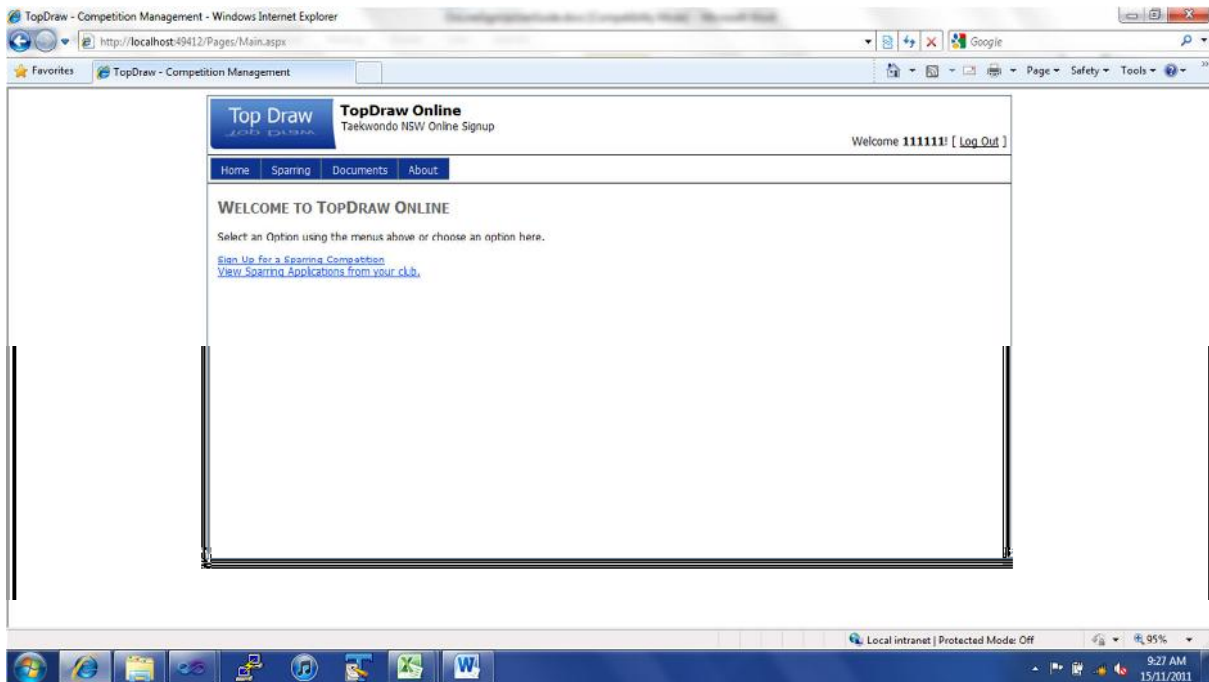 TopDraw - Competition Management - Windows Internet Explorer
http://localhost:49412/Pages/Main.aspx
Google
Favorites TopDraw - Competition Management
Page Safety Tools
Top Draw
TopDraw Online
Taekwondo NSW Online Signup
Welcome 111111! [ Log Out ]
Home Sparring Documents About
WELCOME TO TOPDRAW ONLINE
Select an Option using the menus above or choose an option here.
Sign Up for a Sparring Competition
View Sparring Applications from your club.
Local intranet | Protected Mode: Off
95%
9:27 AM
15/11/2011